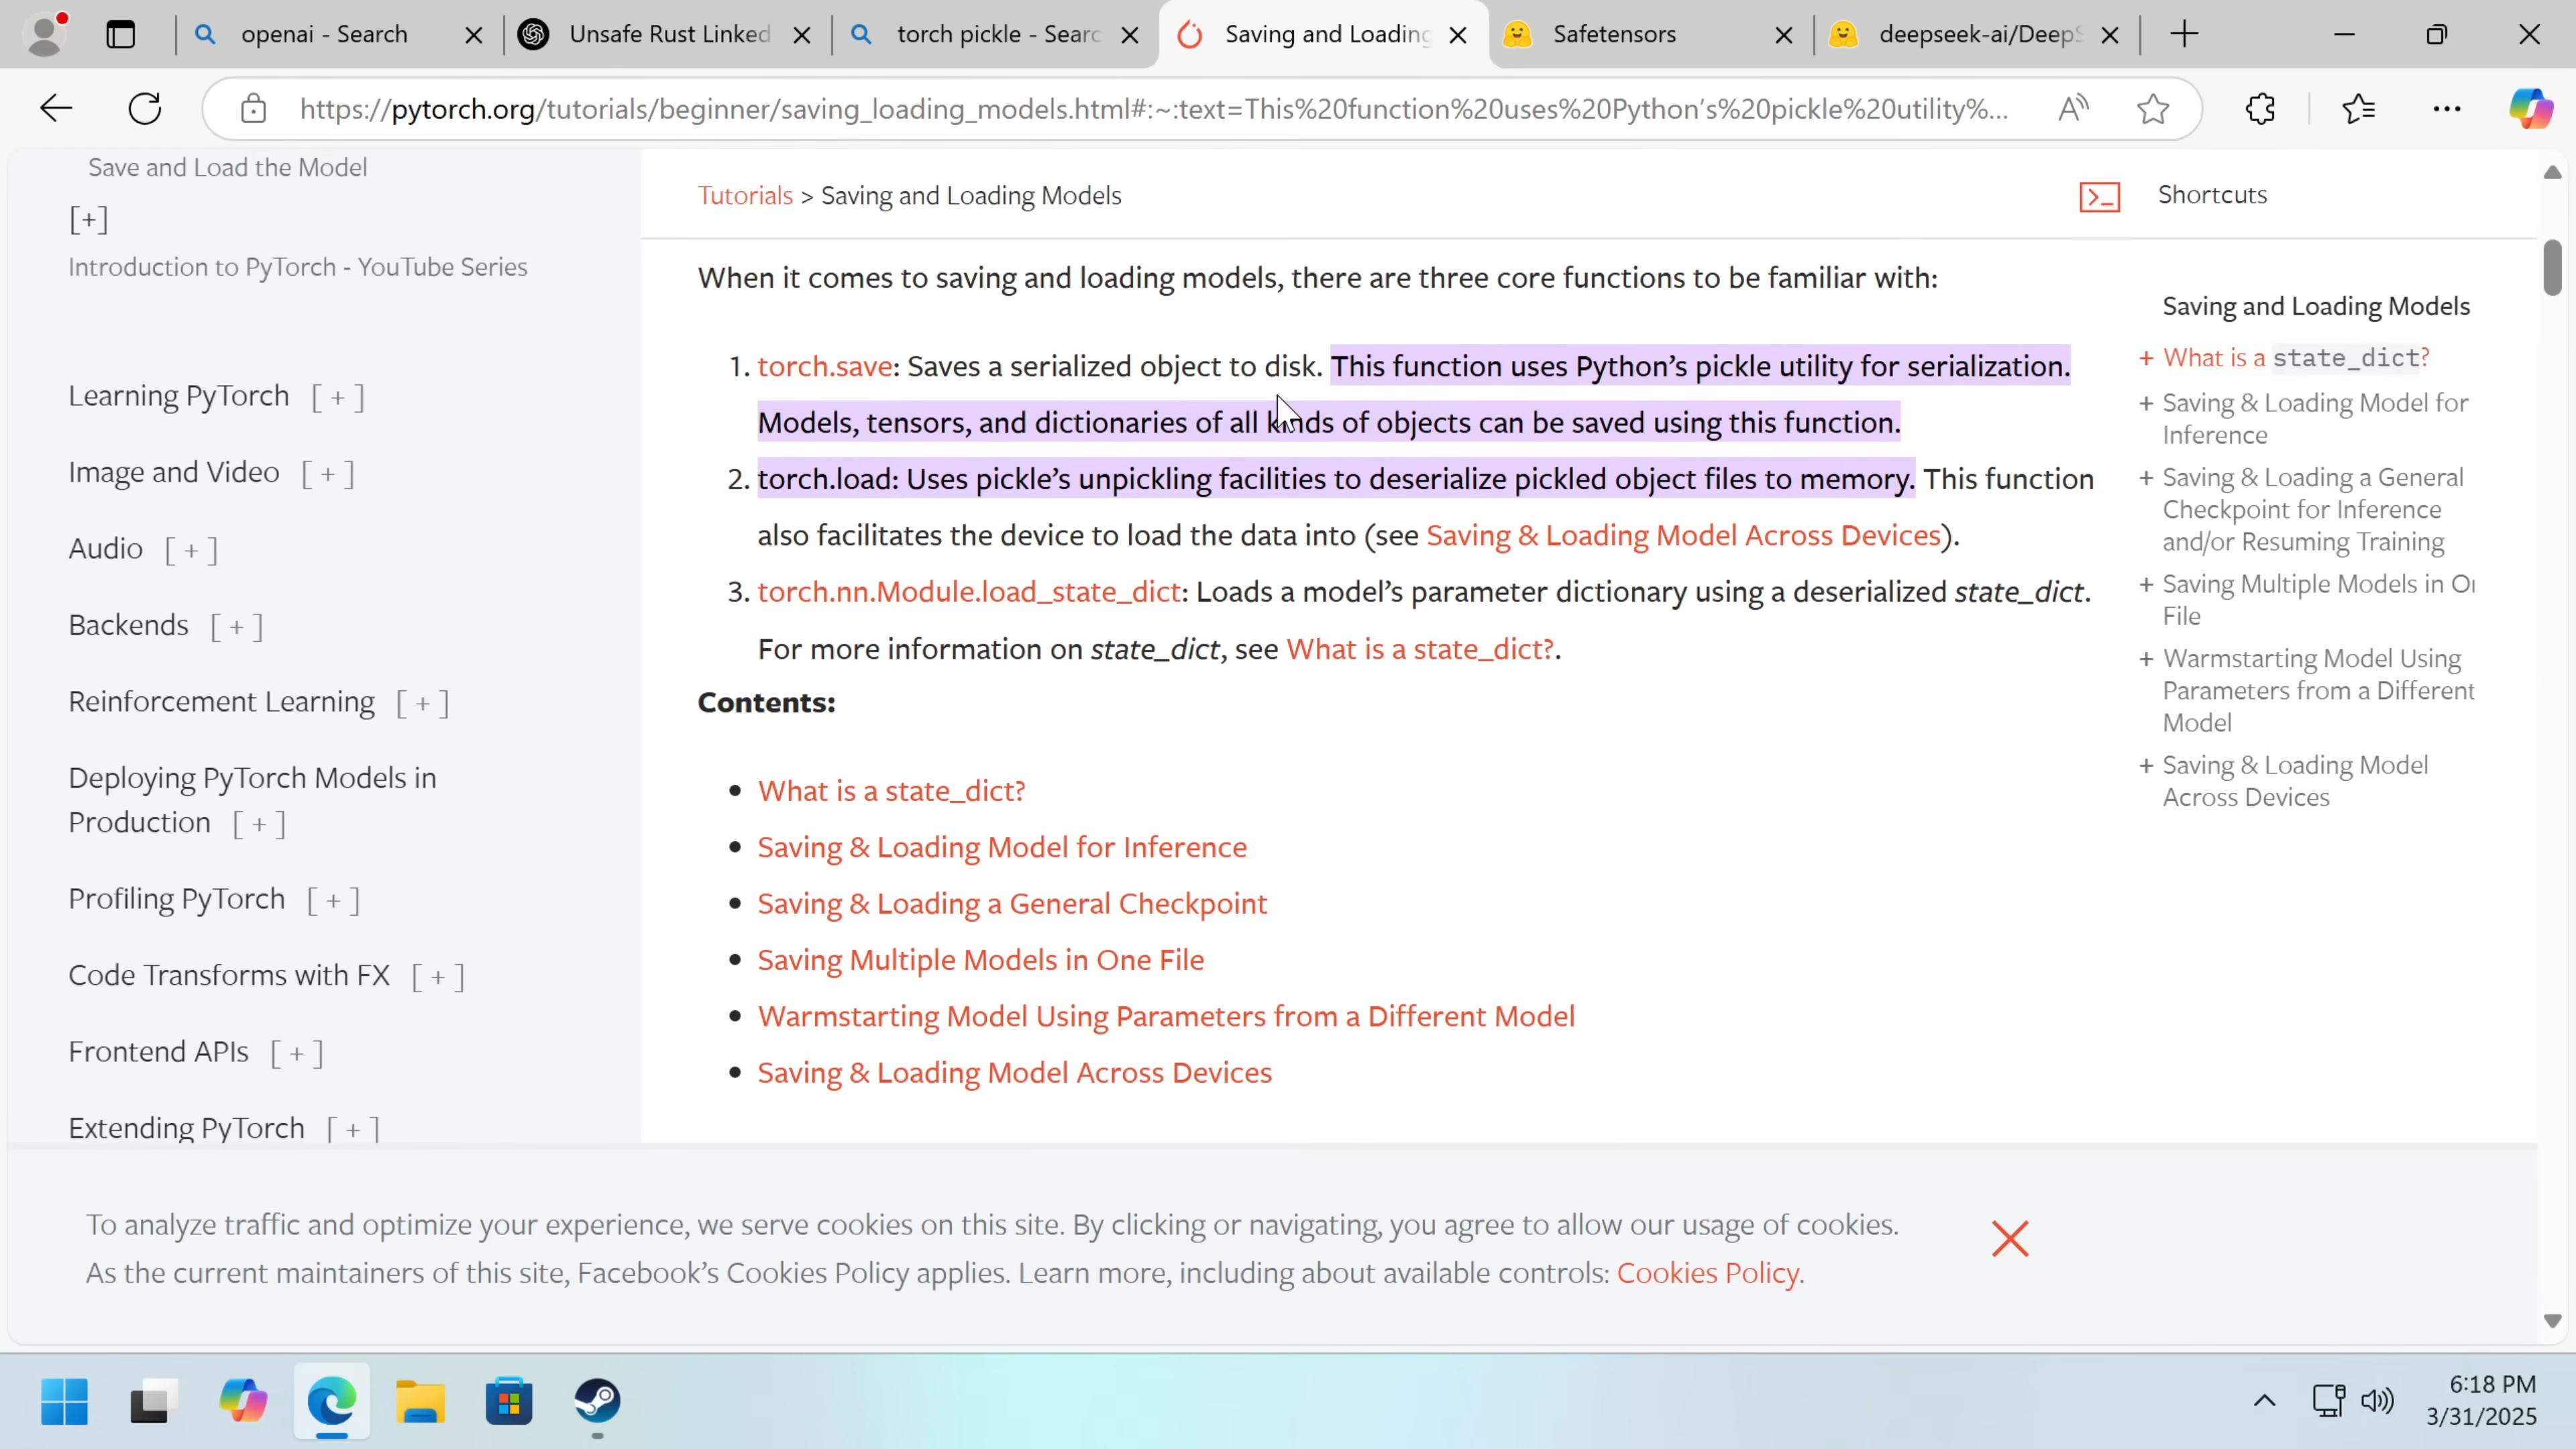 openai - Search
Unsafe Rust Linked
torch pickle - Searc
Saving and Loading
Safetensors
deepseek-ai/DeepS
https://pytorch.org/tutorials/beginner/saving_loading_models.html#:~:text=This%20function%20uses%20Python's%20pickle%20utility%...
Save and Load the Model
[+]
Introduction to PyTorch - YouTube Series
Learning PyTorch [ + ]
Image and Video [ + ]
Audio [ + ]
Backends [ + ]
Reinforcement Learning [ + ]
Deploying PyTorch Models in
Production [ + ]
Profiling PyTorch [ + ]
Code Transforms with FX [ + ]
Frontend APIs [ + ]
Extending PyTorch [ + ]
Tutorials > Saving and Loading Models
Shortcuts
When it comes to saving and loading models, there are three core functions to be familiar with:
1. torch.save: Saves a serialized object to disk. This function uses Python’s pickle utility for serialization.
Models, tensors, and dictionaries of all kinds of objects can be saved using this function.
2. torch.load: Uses pickle’s unpickling facilities to deserialize pickled object files to memory. This function
also facilitates the device to load the data into (see Saving & Loading Model Across Devices).
3. torch.nn.Module.load_state_dict: Loads a model’s parameter dictionary using a deserialized state_dict.
For more information on state_dict, see What is a state_dict?.
Contents:
• What is a state_dict?
• Saving & Loading Model for Inference
• Saving & Loading a General Checkpoint
• Saving Multiple Models in One File
• Warmstarting Model Using Parameters from a Different Model
• Saving & Loading Model Across Devices
Saving and Loading Models
+ What is a state_dict?
+ Saving & Loading Model for
Inference
+ Saving & Loading a General
Checkpoint for Inference
and/or Resuming Training
+ Saving Multiple Models in On
File
+ Warmstarting Model Using
Parameters from a Different
Model
+ Saving & Loading Model
Across Devices
To analyze traffic and optimize your experience, we serve cookies on this site. By clicking or navigating, you agree to allow our usage of cookies.
As the current maintainers of this site, Facebook’s Cookies Policy applies. Learn more, including about available controls: Cookies Policy.
6:18 PM
3/31/2025